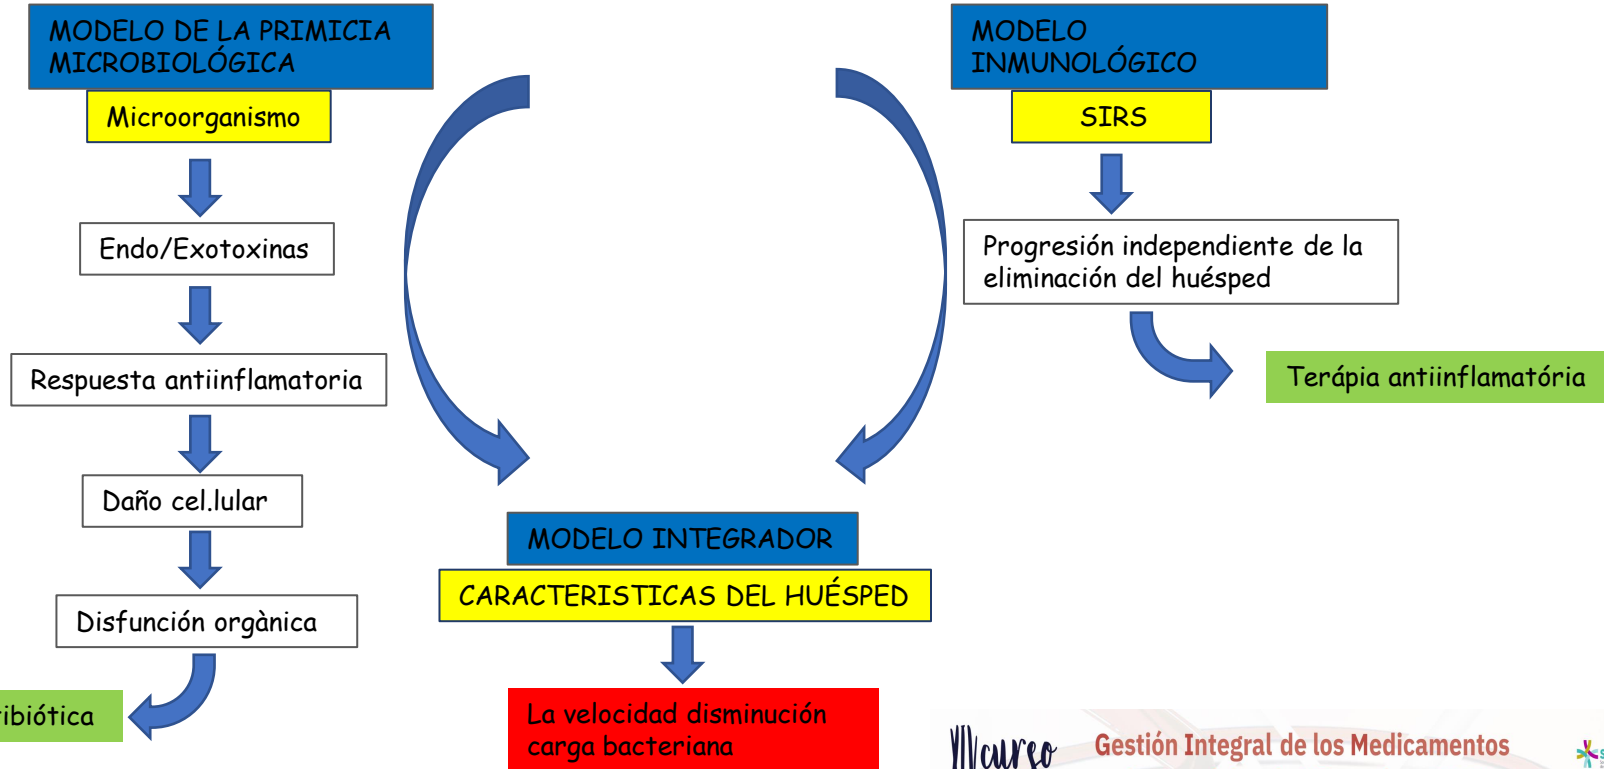 MODELO DE LA PRIMICIA
MICROBIOLÓGICA
Microorganismo
Endo/Exotoxinas
Respuesta antiinflamatoria
Daño cel.lular
Disfunción orgànica
ibiótica
MODELO
INMUNOLÓGICO
SIRS
Progresión independiente de la
eliminación del huésped
Terápia antiinflamatória
MODELO INTEGRADOR
CARACTERISTICAS DEL HUÉSPED
La velocidad disminución
carga bacteriana
curso
Gestión Integral de los Medicamentos